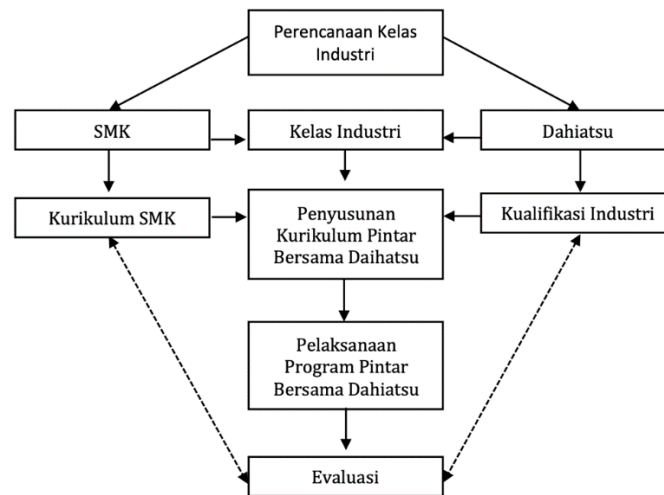 Perencanaan Kelas
Industri
SMK
Kelas Industri
Dahiatsu
Kurikulum SMK
Penyusunan
Kurikulum Pintar
Bersama Daihatsu
Kualifikasi Industri
Pelaksanaan
Program Pintar
Bersama Dahiatsu
Evaluasi